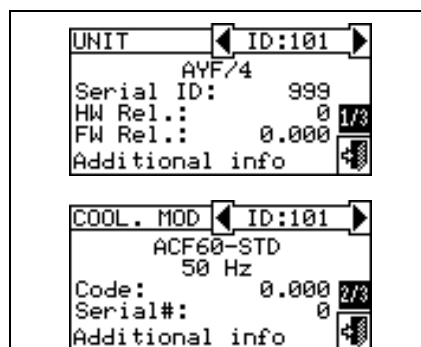 UNIT ID:101
AYF/4
Serial ID: 999
HW Rel.: 0 1/3
FW Rel.: 0.000
Additional info
COOL. MOD ID:101
ACF60-STD
50 Hz
Code: 0.000 2/3
Serial#: 0
Additional info